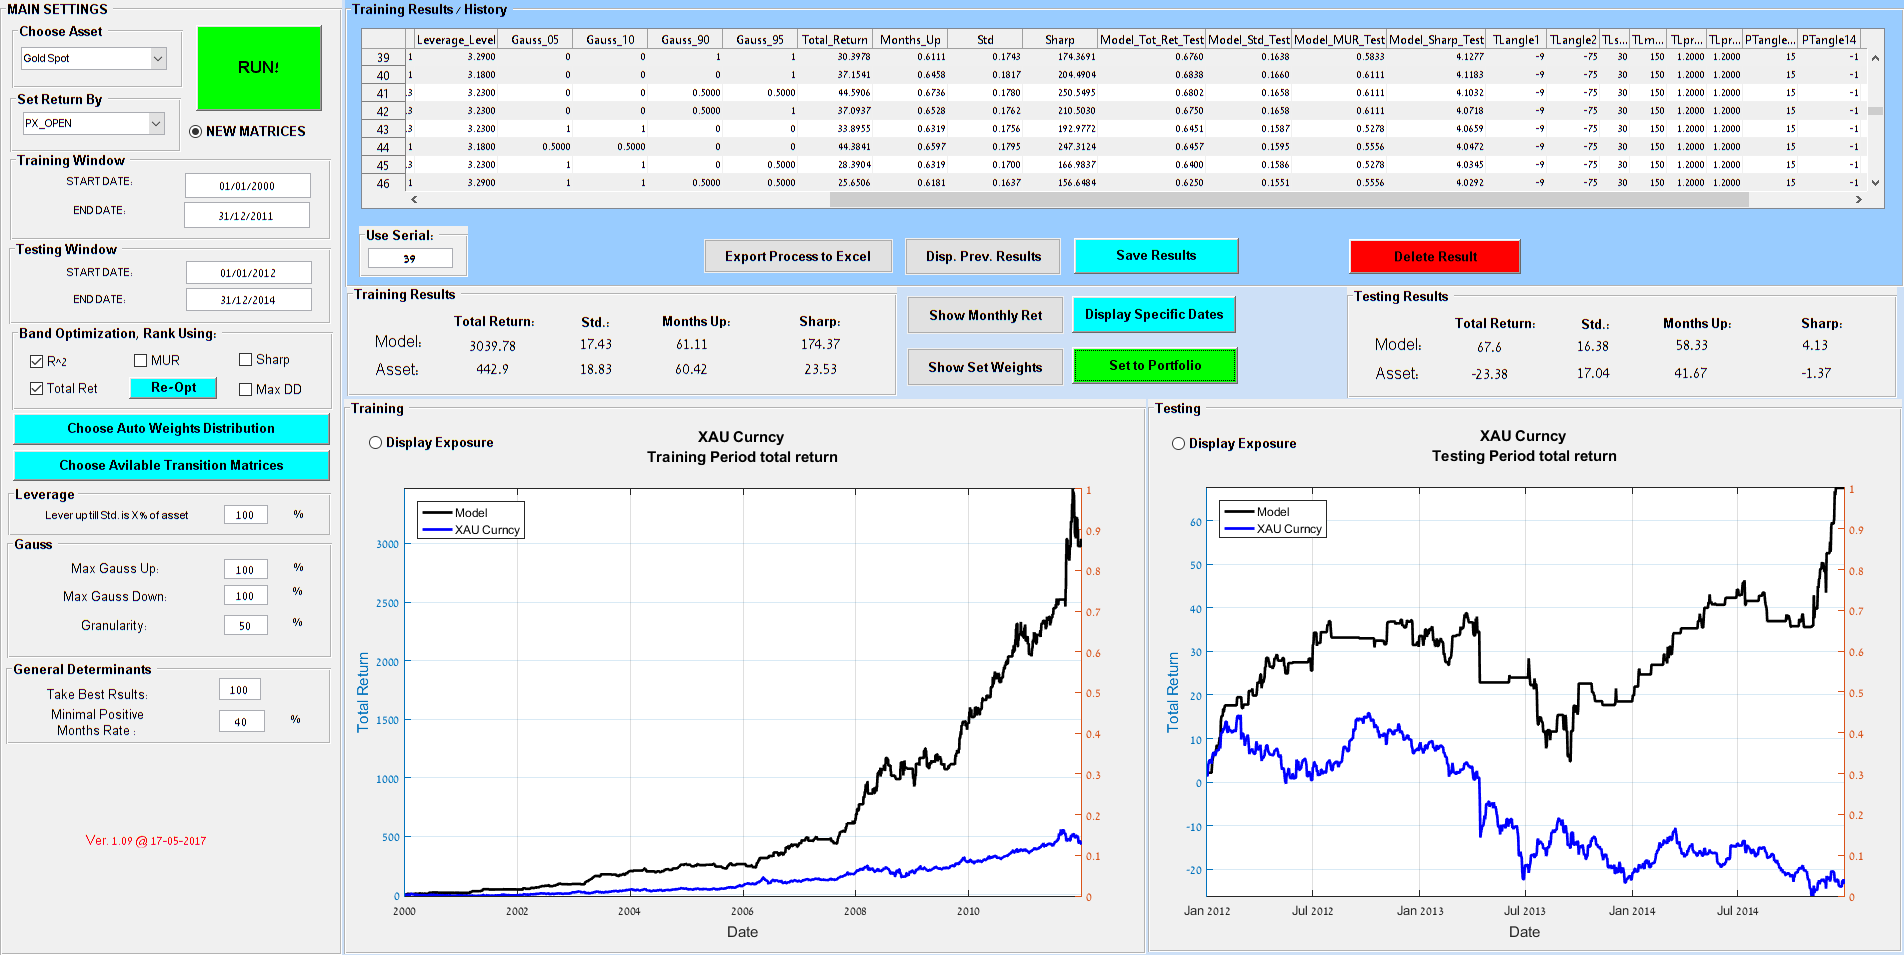 MAIN SETTINGS
Choose Asset
Gold Spot
RUN!
Set Return By
PX_OPEN
NEW MATRICES
Training Window
START DATE: 01/01/2000
END DATE: 31/12/2011
Testing Window
START DATE: 01/01/2012
END DATE: 31/12/2014
Band Optimization, Rank Using:
R^2 MUR Sharp
Total Ret Re-Opt Max DD
Choose Auto Weights Distribution
Choose Avilable Transition Matrices
Leverage
Lever up till Std. is X% of asset 100 %
Gauss
Max Gauss Up: 100 %
Max Gauss Down: 100 %
Granularity: 50 %
General Determinants
Take Best Rsults: 100
Minimal Positive
Months Rate : 40 %
Ver. 1.09 @ 17-05-2017
Training Results / History
Leverage_Level Gauss_05 Gauss_10 Gauss_90 Gauss_95 Total_Return Months_Up Std Sharp Model_Tot_Ret_Test Model_Std_Test Model_MUR_Test Model_Sharp_Test TLangle1 TLangle2 TLs... TLm... TLpr... TLpr... PTangle... PTangle14
39 1 3.2900 0 0 1 1 30.3978 0.6111 0.1743 174.3691 0.6760 0.1638 0.5833 4.1277 -9 -75 30 150 1.2000 1.2000 15 -1
40 1 3.1800 0 0 0 1 37.1541 0.6458 0.1817 204.4904 0.6838 0.1660 0.6111 4.1183 -9 -75 30 150 1.2000 1.2000 15 -1
41 .3 3.2300 0 0 0.5000 0.5000 44.5906 0.6736 0.1780 250.5495 0.6802 0.1658 0.6111 4.1032 -9 -75 30 150 1.2000 1.2000 15 -1
42 .3 3.2300 0 0 0.5000 1 37.0937 0.6528 0.1762 210.5030 0.6750 0.1658 0.6111 4.0718 -9 -75 30 150 1.2000 1.2000 15 -1
43 .3 3.2300 1 1 0 0 33.8955 0.6319 0.1756 192.9772 0.6451 0.1587 0.5278 4.0659 -9 -75 30 150 1.2000 1.2000 15 -1
44 1 3.1800 0.5000 0.5000 0 0 44.3841 0.6597 0.1795 247.3124 0.6457 0.1595 0.5556 4.0472 -9 -75 30 150 1.2000 1.2000 15 -1
45 .3 3.2300 1 1 0 0.5000 28.3904 0.6319 0.1700 166.9837 0.6400 0.1586 0.5278 4.0345 -9 -75 30 150 1.2000 1.2000 15 -1
46 1 3.2900 1 1 0.5000 0.5000 25.6506 0.6181 0.1637 156.6484 0.6250 0.1551 0.5556 4.0292 -9 -75 30 150 1.2000 1.2000 15 -1
Use Serial:
39
Export Process to Excel
Disp. Prev. Results
Save Results
Delete Result
Training Results
Total Return: Std.: Months Up: Sharp:
Model: 3039.78 17.43 61.11 174.37
Asset: 442.9 18.83 60.42 23.53
Show Monthly Ret
Display Specific Dates
Show Set Weights
Set to Portfolio
Testing Results
Total Return: Std.: Months Up: Sharp:
Model: 67.6 16.38 58.33 4.13
Asset: -23.38 17.04 41.67 -1.37
Training
Display Exposure
XAU Curncy
Training Period total return
Model
XAU Curncy
Total Return
3000
2500
2000
1500
1000
500
0
1
0.9
0.8
0.7
0.6
0.5
0.4
0.3
0.2
0.1
0
2000 2002 2004 2006 2008 2010
Date
Testing
Display Exposure
XAU Curncy
Testing Period total return
Model
XAU Curncy
Total Return
60
50
40
30
20
10
0
-10
-20
1
0.9
0.8
0.7
0.6
0.5
0.4
0.3
0.2
0.1
0
Jan 2012 Jul 2012 Jan 2013 Jul 2013 Jan 2014 Jul 2014
Date